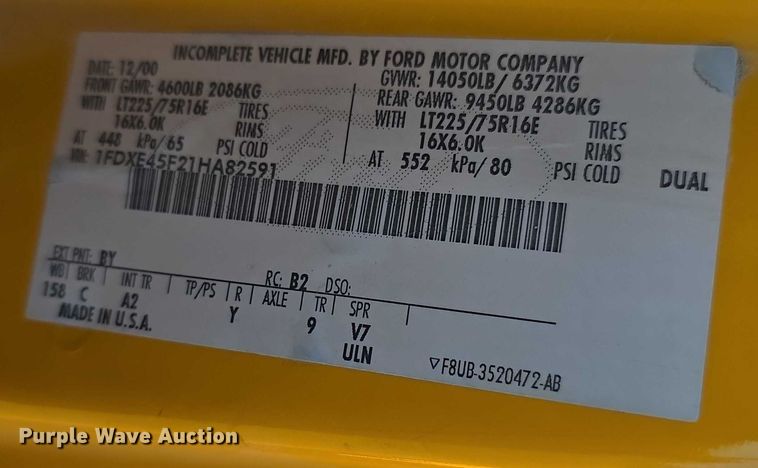 INCOMPLETE VEHICLE MFD. BY FORD MOTOR COMPANY
DATE: 12/00 GVWR: 14050LB/ 6372KG
FRONT GAWR: 4600LB 2086KG REAR GAWR: 9450LB 4286KG
WITH LT225/75R16E TIRES WITH LT225/75R16E TIRES
16X6.0K RIMS 16X6.0K RIMS
AT 448 kPa/65 PSI COLD AT 552 kPa/80 PSI COLD DUAL
VIN: 1FDXE45F21HA82591
EXT PNT: BY RC: B2 DSO:
WB BRK INT TR TP/PS R AXLE TR SPR
158 C A2 Y 9 V7
MADE IN U.S.A. ULN
▽F8UB-3520472-AB
Purple Wave Auction